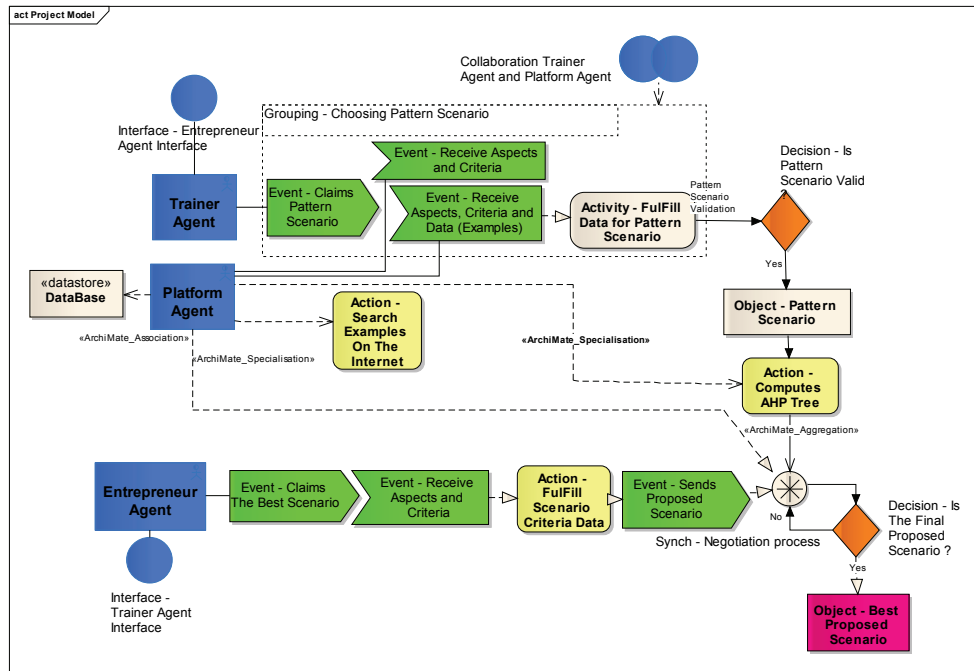 act Project Model
Collaboration Trainer
Agent and Platform Agent
Grouping - Choosing Pattern Scenario
Interface - Entrepreneur
Agent Interface
Event - Receive Aspects
and Criteria
Decision - Is
Pattern
Scenario Valid
?
Trainer
Agent
Event - Claims
Pattern
Scenario
Event - Receive
Aspects, Criteria and
Data (Examples)
Activity - FulFill
Data for Pattern
Scenario
Pattern
Scenario
Validation
Yes
«datastore»
DataBase
Platform
Agent
Action -
Search
Examples
On The
Internet
Object - Pattern
Scenario
«ArchiMate_Association»
«ArchiMate_Specialisation»
«ArchiMate_Specialisation»
Action -
Computes
AHP Tree
«ArchiMate_Aggregation»
Entrepreneur
Agent
Event - Claims
The Best Scenario
Event - Receive
Aspects and
Criteria
Action -
FulFill
Scenario
Criteria Data
Event - Sends
Proposed
Scenario
No
Synch - Negotiation process
Decision - Is
The Final
Proposed
Scenario ?
Yes
Interface -
Trainer Agent
Interface
Object - Best
Proposed
Scenario